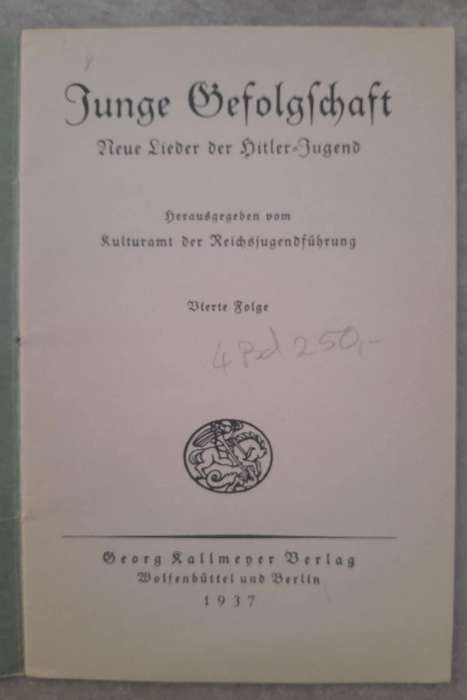 Junge Gefolgſchaft
Neue Lieder der Hitler-Jugend
Herausgegeben vom
Kulturamt der Reichsjugendführung
Vierte Folge
4 Bd 250,-
Georg Kallmeyer Verlag
Wolfenbüttel und Berlin
1937